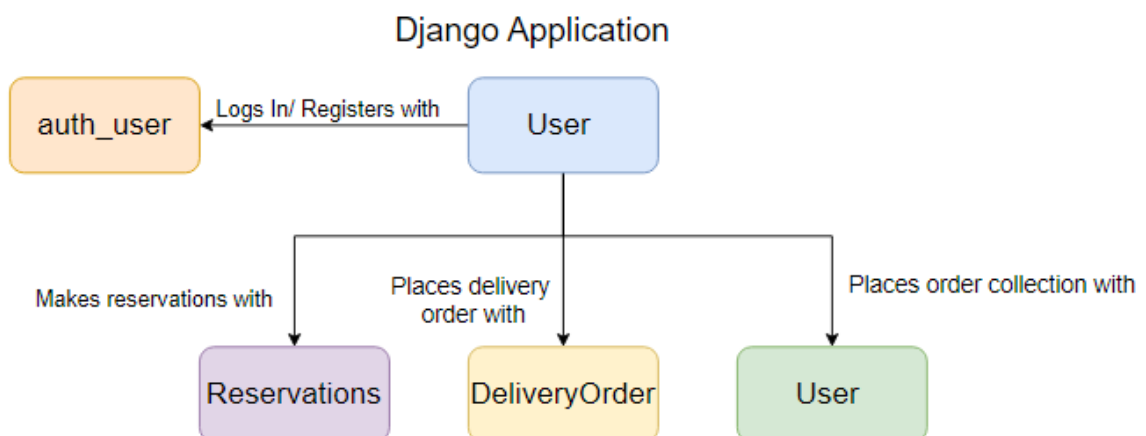 Django Application
auth_user
Logs In/ Registers with
User
Makes reservations with
Places delivery
order with
Places order collection with
Reservations
DeliveryOrder
User